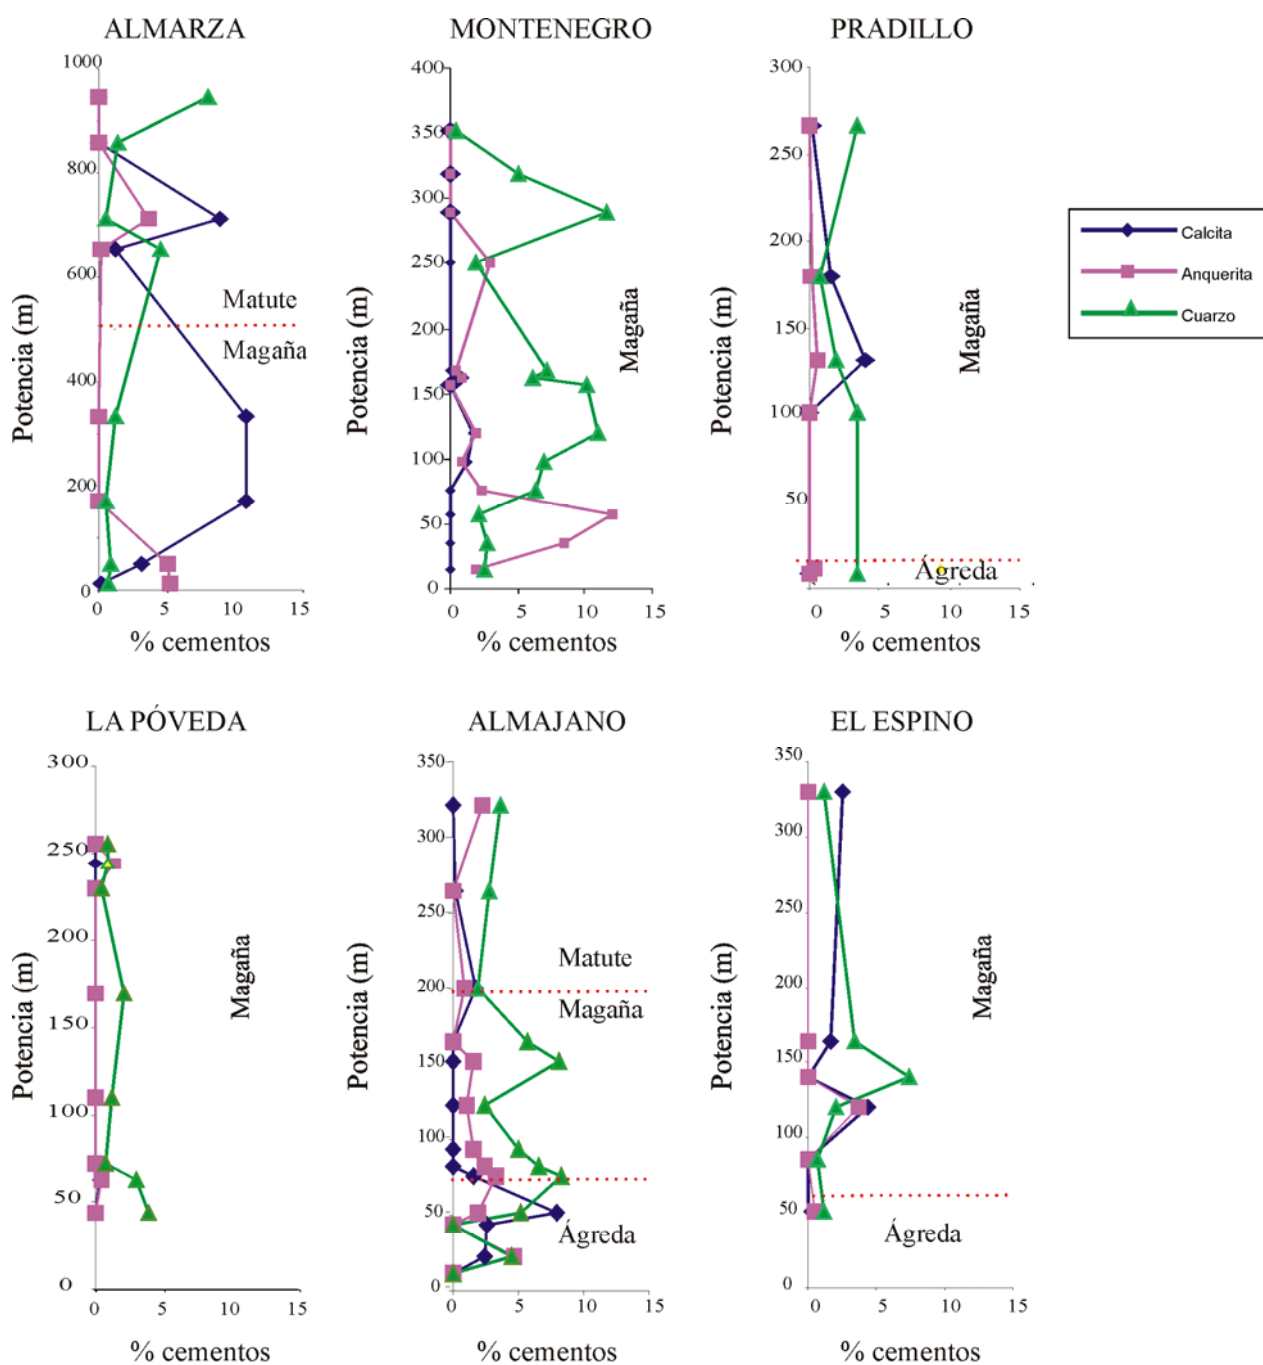 ALMARZA
1000
800
600
400
200
0
Potencia (m)
Matute
Magaña
0 5 10 15
% cementos
MONTENEGRO
400
350
300
250
200
150
100
50
0
Potencia (m)
Magaña
0 5 10 15
% cementos
PRADILLO
300
250
200
150
100
50
0
Potencia (m)
Magaña
Ágreda
0 5 10 15
% cementos
Calcita
Anquerita
Cuarzo
LA PÓVEDA
300
250
200
150
100
50
0
Potencia (m)
Magaña
0 5 10 15
% cementos
ALMAJANO
350
300
250
200
150
100
50
0
Potencia (m)
Matute
Magaña
Ágreda
0 5 10 15
% cementos
EL ESPINO
350
300
250
200
150
100
50
0
Potencia (m)
Magaña
Ágreda
0 5 10 15
% cementos